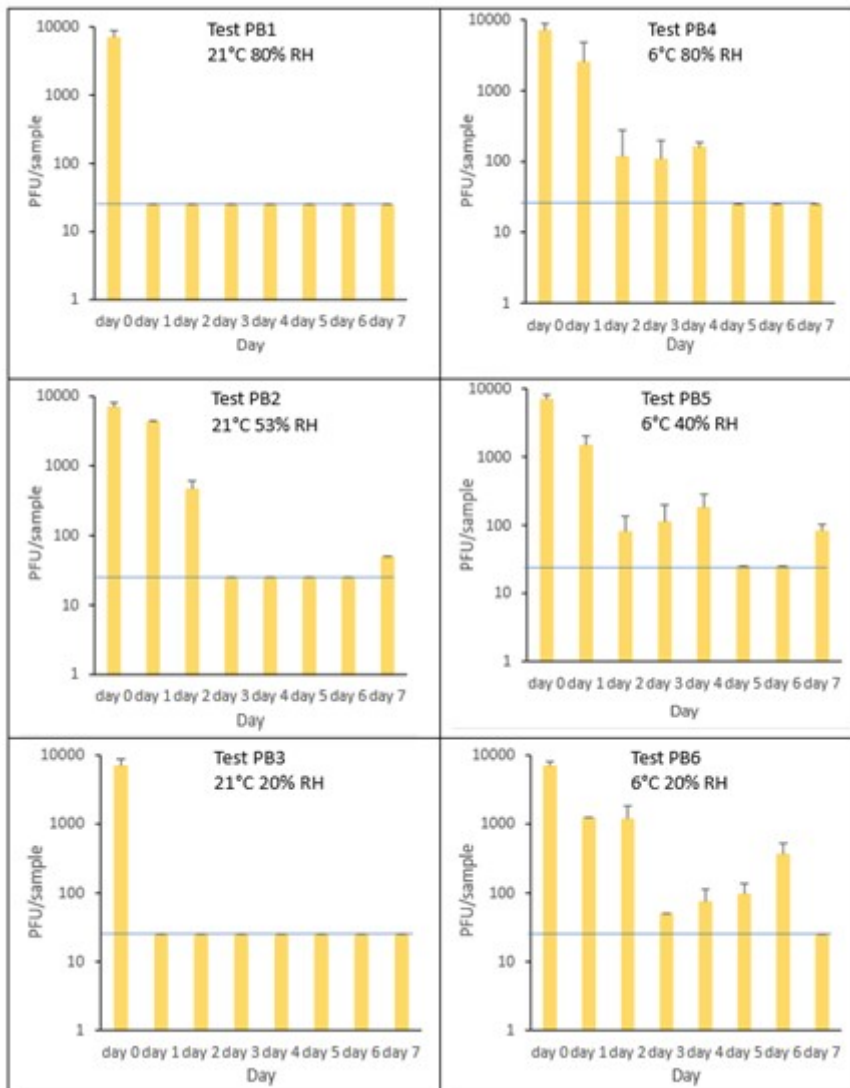 Test PB1
21°C 80% RH
10000
1000
100
10
1
PFU/sample
day 0 day 1 day 2 day 3 day 4 day 5 day 6 day 7
Day
Test PB4
6°C 80% RH
10000
1000
100
10
1
PFU/sample
day 0 day 1 day 2 day 3 day 4 day 5 day 6 day 7
Day
Test PB2
21°C 53% RH
10000
1000
100
10
1
PFU/sample
day 0 day 1 day 2 day 3 day 4 day 5 day 6 day 7
Day
Test PB5
6°C 40% RH
10000
1000
100
10
1
PFU/sample
day 0 day 1 day 2 day 3 day 4 day 5 day 6 day 7
Day
Test PB3
21°C 20% RH
10000
1000
100
10
1
PFU/sample
day 0 day 1 day 2 day 3 day 4 day 5 day 6 day 7
Day
Test PB6
6°C 20% RH
10000
1000
100
10
1
PFU/sample
day 0 day 1 day 2 day 3 day 4 day 5 day 6 day 7
Day